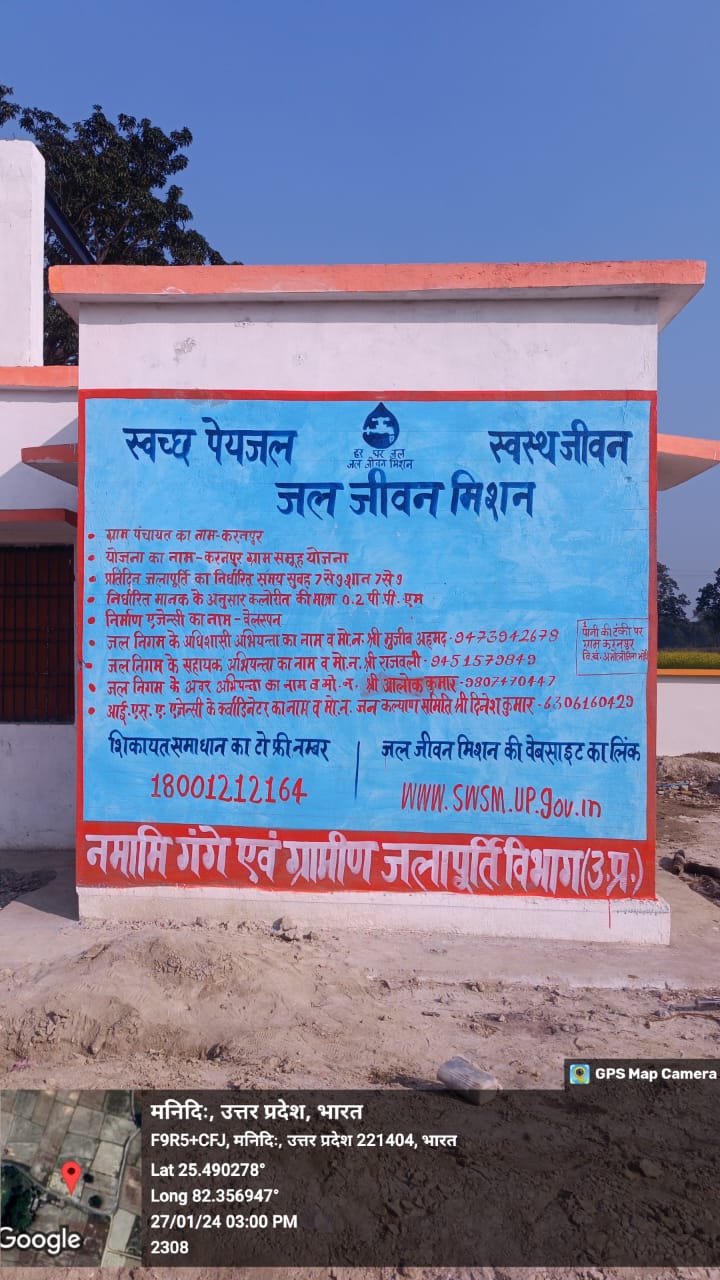 स्वच्छ पेयजल
स्वस्थ जीवन
हर घर जल
जल जीवन मिशन
जल जीवन मिशन
• ग्राम पंचायत का नाम-करनपुर
• योजना का नाम-करनपुर ग्राम समूह योजना
• प्रतिदिन जलापूर्ति का निर्धारित समय सुबह 7 से 9 शान 7 से 9
• निर्धारित मानक के अनुसार क्लोरीन की मात्रा 0.2 पी पी. एम
• निर्माण एजेन्सी का नाम - वेलस्पन
• जल निगम के अधिशासी अभियन्ता का नाम व मो.न. श्री मुजीव अहमद-9473942679
• जल निगम के सहायक अभियन्ता का नाम व मो.न. श्री राजवली-9451579849
• जल निगम के अवर अभियन्ता का नाम व मो.न. श्री आलोक कुमार-9807470447
• आई.एस.ए. एजेन्सी के कर्वाडिनेटर का नाम व मो.न. जन कल्याण समिति श्री दिनेश कुमार-6306160429
पानी की टंकी पर
ग्राम करनपुर
वि.ख.
शिकायत समाधान का टो फ्री नम्बर
18001212164
जल जीवन मिशन की वेबसाइट का लिंक
WWW.SWSM.UP.gov.in
नमामि गंगे एवं ग्रामीण जलापूर्ति विभाग (उ.प्र.)
GPS Map Camera
मनिदिः, उत्तर प्रदेश, भारत
F9R5+CFJ, मनिदिः, उत्तर प्रदेश 221404, भारत
Lat 25.490278°
Long 82.356947°
27/01/24 03:00 PM
2308
Google